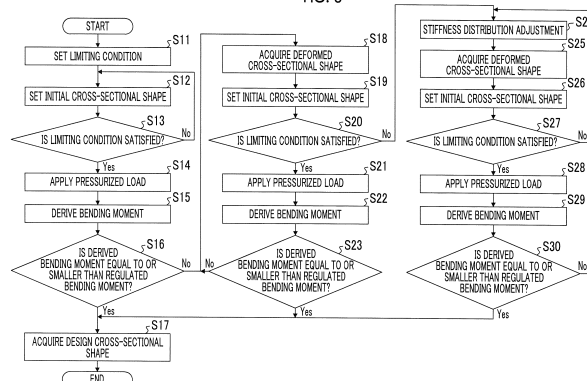 START
S11
SET LIMITING CONDITION
S12
SET INITIAL CROSS-SECTIONAL SHAPE
S13
IS LIMITING CONDITION SATISFIED?
No
Yes
S14
APPLY PRESSURIZED LOAD
S15
DERIVE BENDING MOMENT
S16
IS DERIVED
BENDING MOMENT EQUAL TO OR
SMALLER THAN REGULATED
BENDING MOMENT?
No
Yes
S17
ACQUIRE DESIGN CROSS-SECTIONAL
SHAPE
END
S18
ACQUIRE DEFORMED
CROSS-SECTIONAL SHAPE
S19
SET INITIAL CROSS-SECTIONAL SHAPE
S20
IS LIMITING CONDITION SATISFIED?
No
Yes
S21
APPLY PRESSURIZED LOAD
S22
DERIVE BENDING MOMENT
S23
IS DERIVED
BENDING MOMENT EQUAL TO OR
SMALLER THAN REGULATED
BENDING MOMENT?
No
Yes
STIFFNESS DISTRIBUTION ADJUSTMENT
S25
ACQUIRE DEFORMED
CROSS-SECTIONAL SHAPE
S26
SET INITIAL CROSS-SECTIONAL SHAPE
S27
IS LIMITING CONDITION SATISFIED?
No
Yes
S28
APPLY PRESSURIZED LOAD
S29
DERIVE BENDING MOMENT
S30
IS DERIVED
BENDING MOMENT EQUAL TO OR
SMALLER THAN REGULATED
BENDING MOMENT?
No
Yes